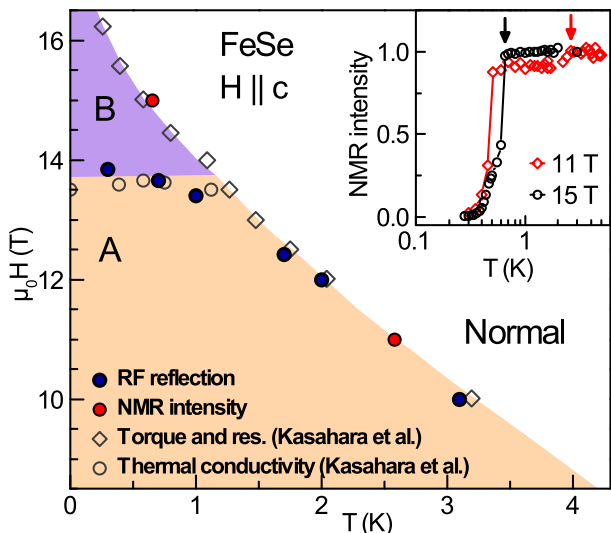 FeSe
H || c
B
A
Normal
16
14
12
10
μ₀H (T)
0
1
2
3
4
T (K)
RF reflection
NMR intensity
Torque and res. (Kasahara et al.)
Thermal conductivity (Kasahara et al.)
1.0
0.5
0.0
NMR intensity
0.1
1
T (K)
11 T
15 T